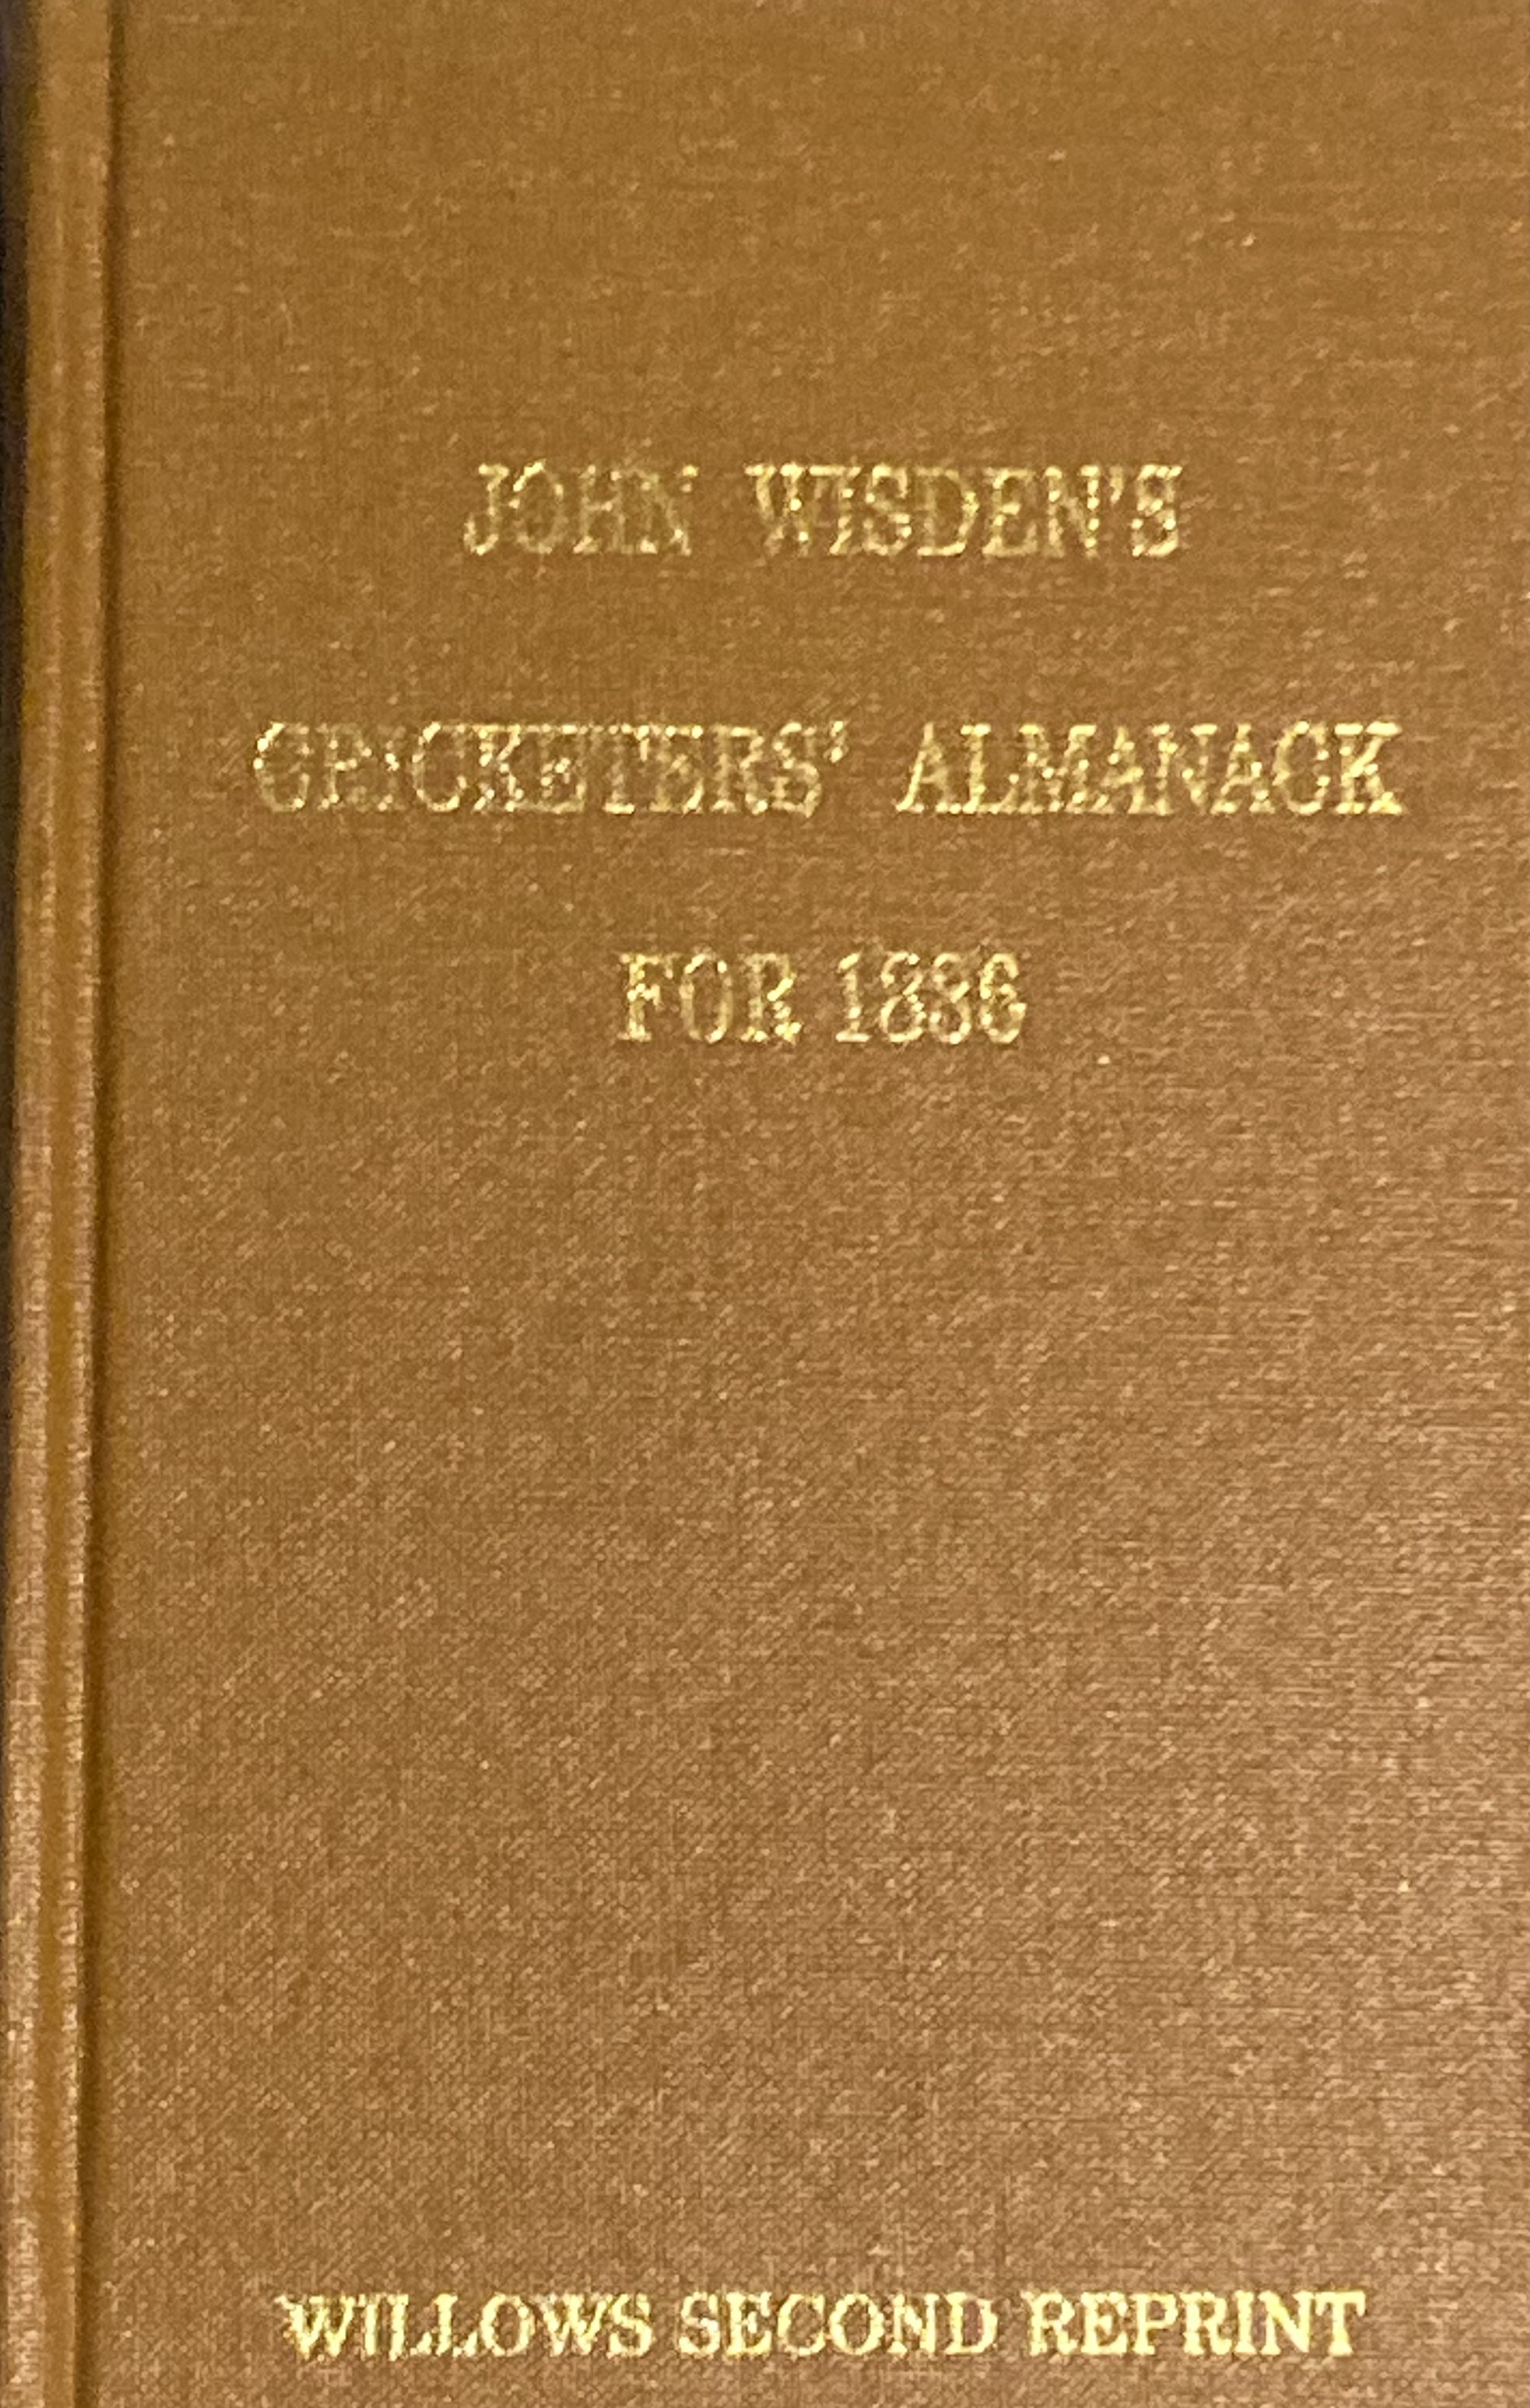 JOHN WISDEN'S
CRICKETERS' ALMANACK
FOR 1886
WILLOWS SECOND REPRINT